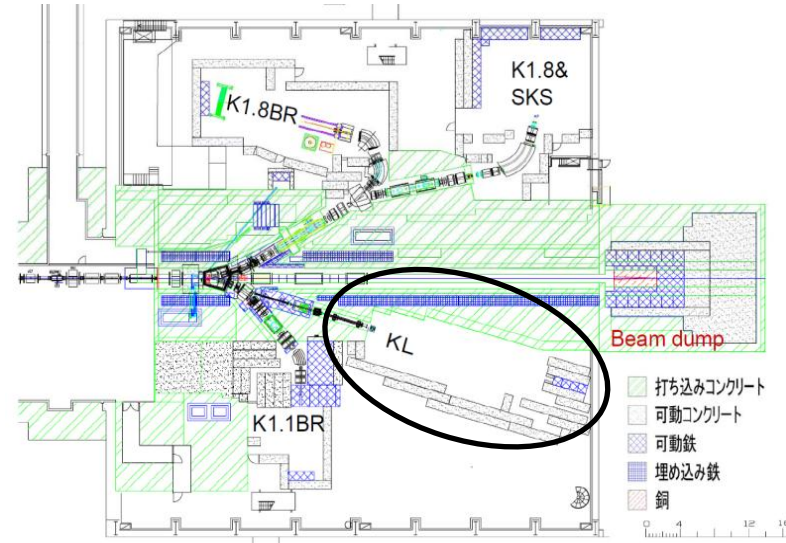 K1.8&
SKS
K1.8BR
Beam dump
KL
K1.1BR
打ち込みコンクリート
可動コンクリート
可動鉄
埋め込み鉄
銅
0 4 12 16